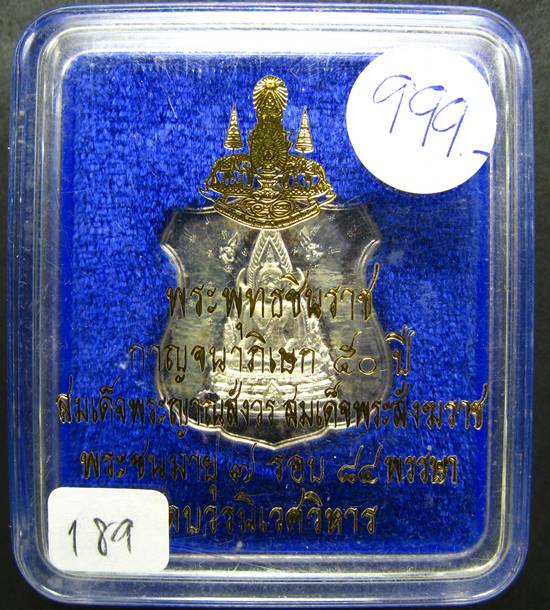 999.-
พระพุทธชินราช
กาญจนาภิเษก ๕๐ ปี
สมเด็จพระญาณสังวร สมเด็จพระสังฆราช
พระชนมายุ ๗ รอบ ๘๔ พรรษา
บวรนิเวศวิหาร
189